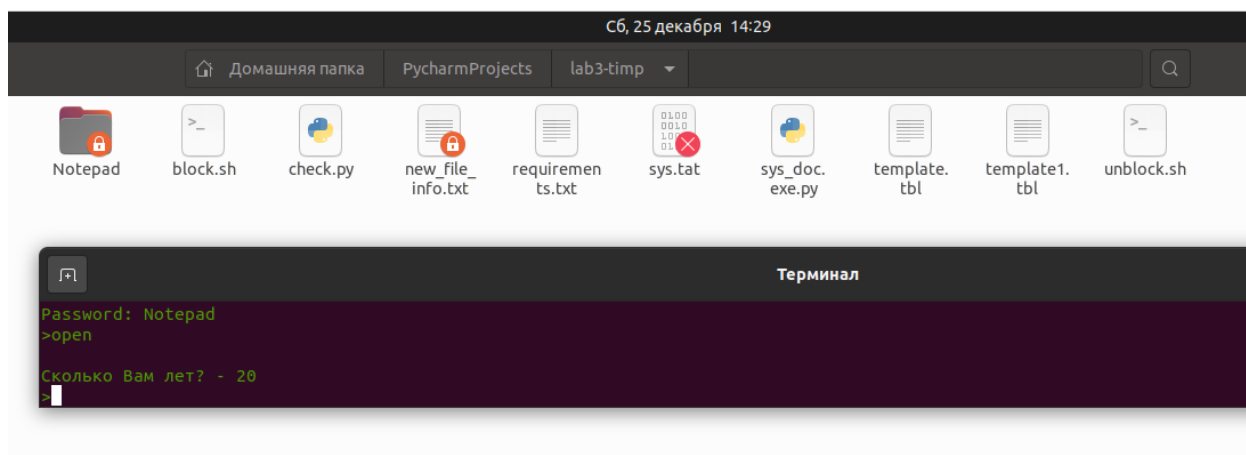 Сб, 25 декабря 14:29
Домашняя папка PycharmProjects lab3-timp
0100
0010
Notepad block.sh check.py new_file_ requiremen sys.tat sys_doc. template. template1. unblock.sh
info.txt ts.txt exe.py tbl tbl
Терминал
Password: Notepad
>open
Сколько Вам лет? - 20
>